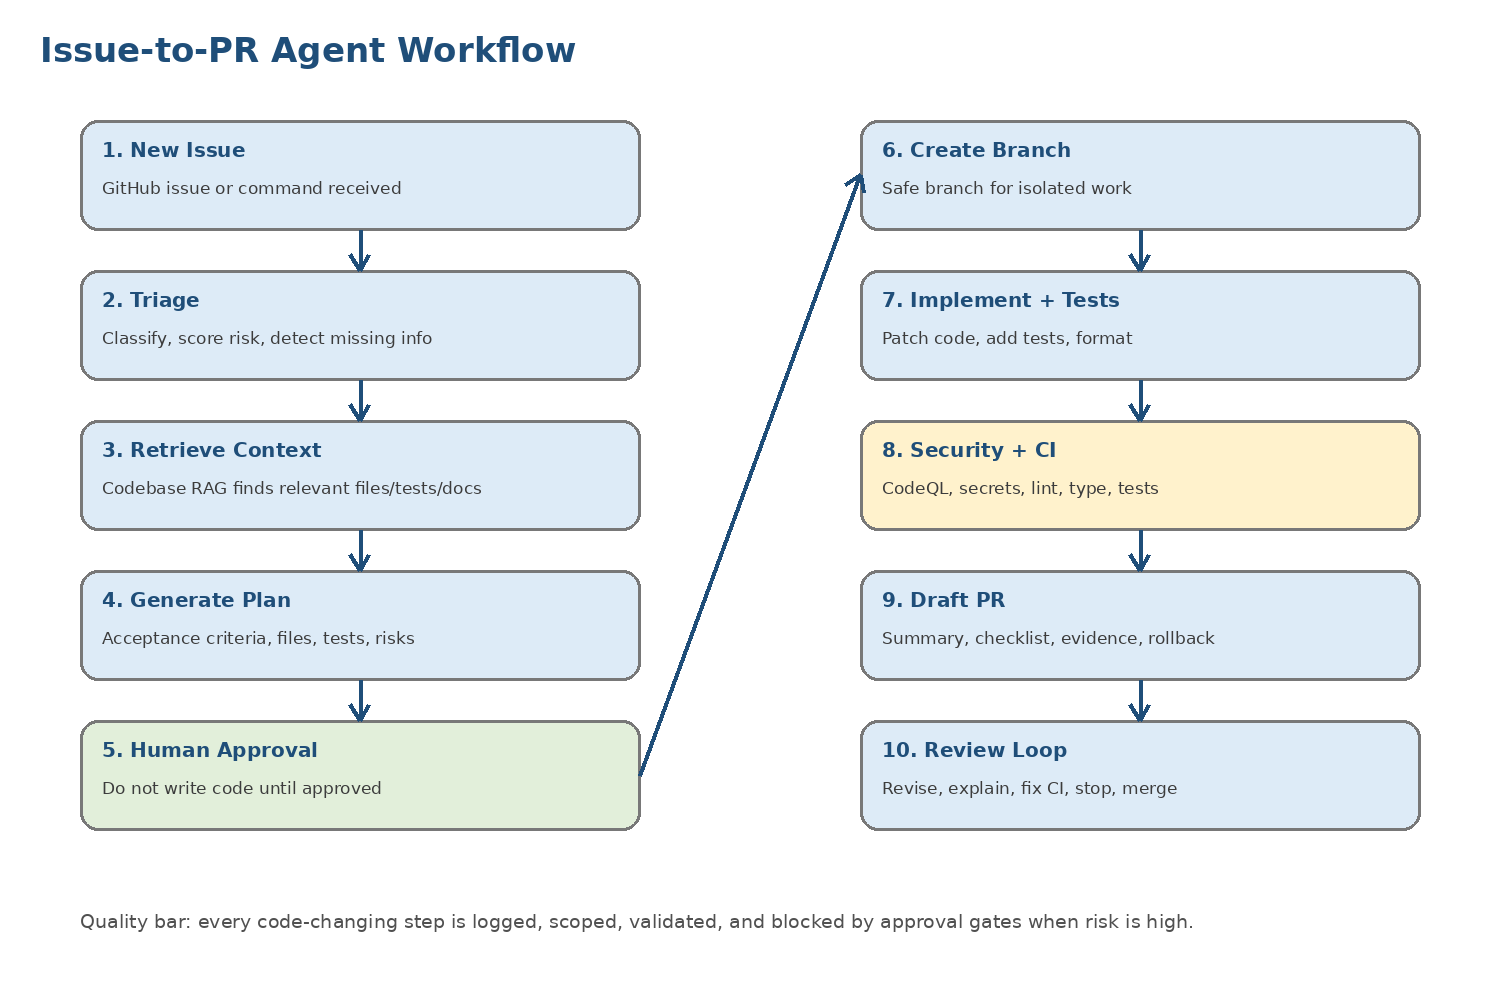 Issue-to-PR Agent Workflow
1. New Issue
GitHub issue or command received
2. Triage
Classify, score risk, detect missing info
3. Retrieve Context
Codebase RAG finds relevant files/tests/docs
4. Generate Plan
Acceptance criteria, files, tests, risks
5. Human Approval
Do not write code until approved
6. Create Branch
Safe branch for isolated work
7. Implement + Tests
Patch code, add tests, format
8. Security + CI
CodeQL, secrets, lint, type, tests
9. Draft PR
Summary, checklist, evidence, rollback
10. Review Loop
Revise, explain, fix CI, stop, merge
Quality bar: every code-changing step is logged, scoped, validated, and blocked by approval gates when risk is high.